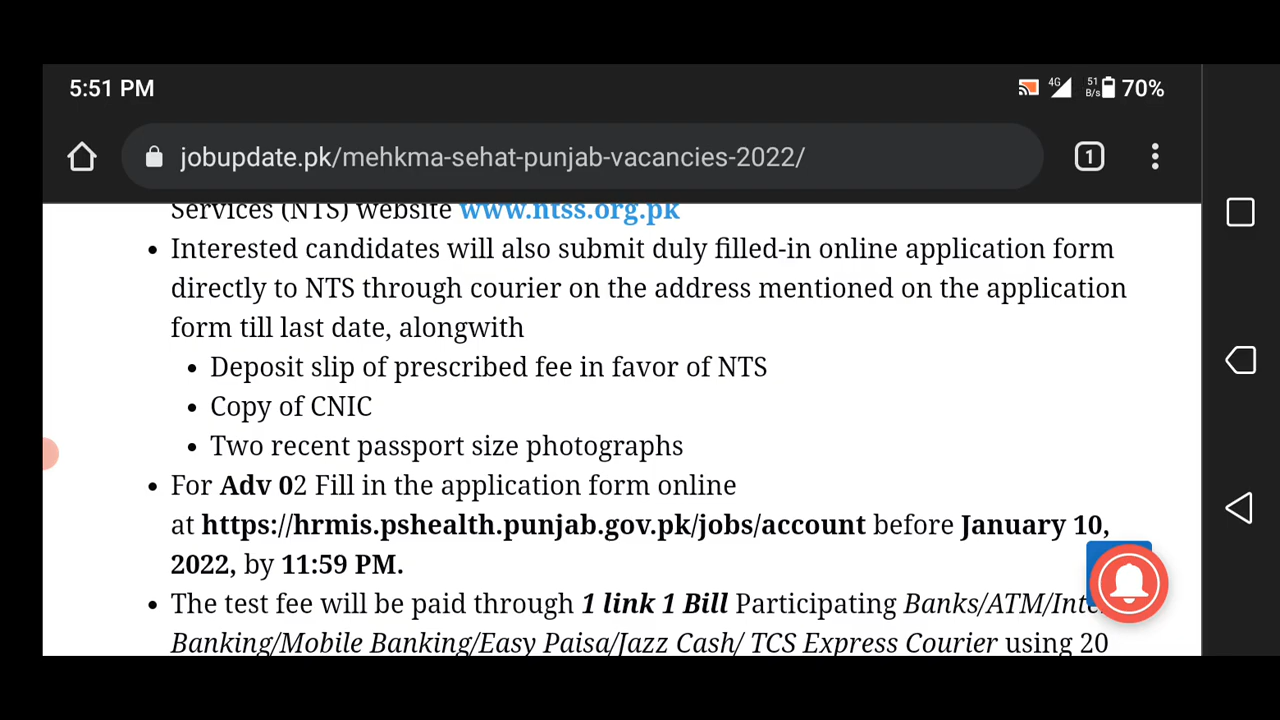 5:51 PM
4G
51
B/s
70%
jobupdate.pk/mehkma-sehat-punjab-vacancies-2022/
1
Services (NTS) website www.ntss.org.pk
• Interested candidates will also submit duly filled-in online application form
directly to NTS through courier on the address mentioned on the application
form till last date, alongwith
• Deposit slip of prescribed fee in favor of NTS
• Copy of CNIC
• Two recent passport size photographs
• For Adv 02 Fill in the application form online
at https://hrmis.pshealth.punjab.gov.pk/jobs/account before January 10,
2022, by 11:59 PM.
• The test fee will be paid through 1 link 1 Bill Participating Banks/ATM/Inte
Banking/Mobile Banking/Easy Paisa/Jazz Cash/ TCS Express Courier using 20